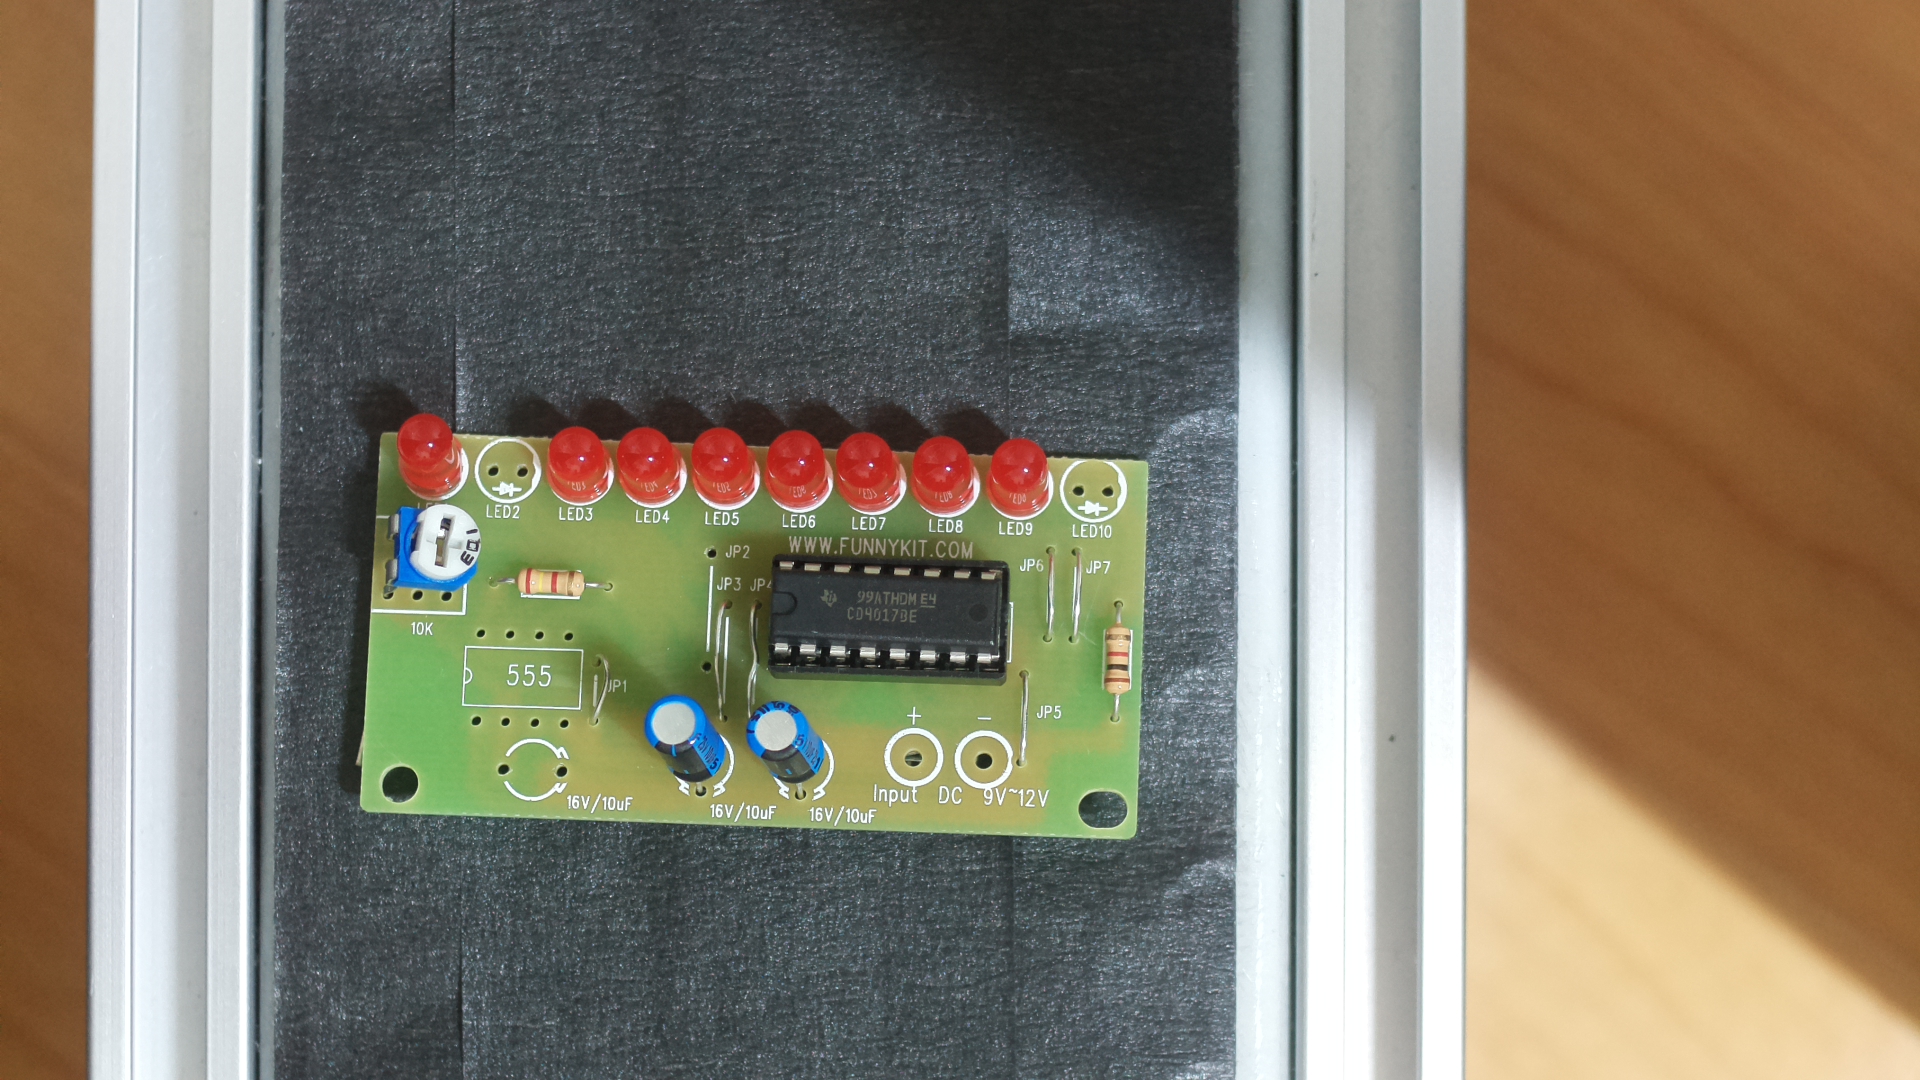 LED2
LED3
LED4
LED5
LED6
LED7
LED8
LED9
LED10
WWW.FUNNYKIT.COM
JP2
JP3
JP4
JP6
JP7
99ATHDM E4
CD4017BE
10K
555
JP1
JP5
+
−
Input DC 9V~12V
16V/10uF
16V/10uF
16V/10uF